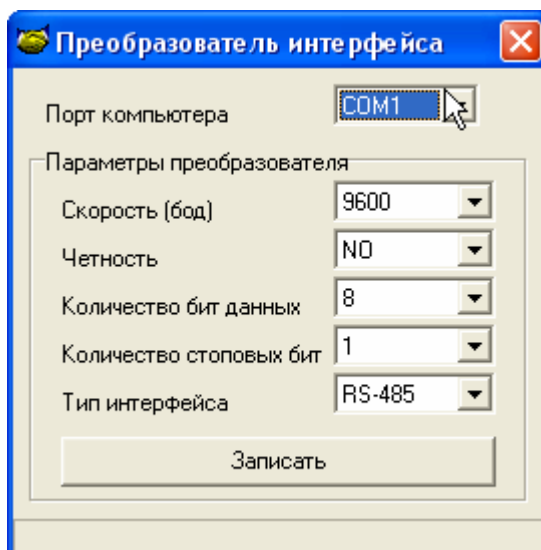 Преобразователь интерфейса
Порт компьютера COM1
Параметры преобразователя
Скорость (бод) 9600
Четность NO
Количество бит данных 8
Количество стоповых бит 1
Тип интерфейса RS-485
Записать